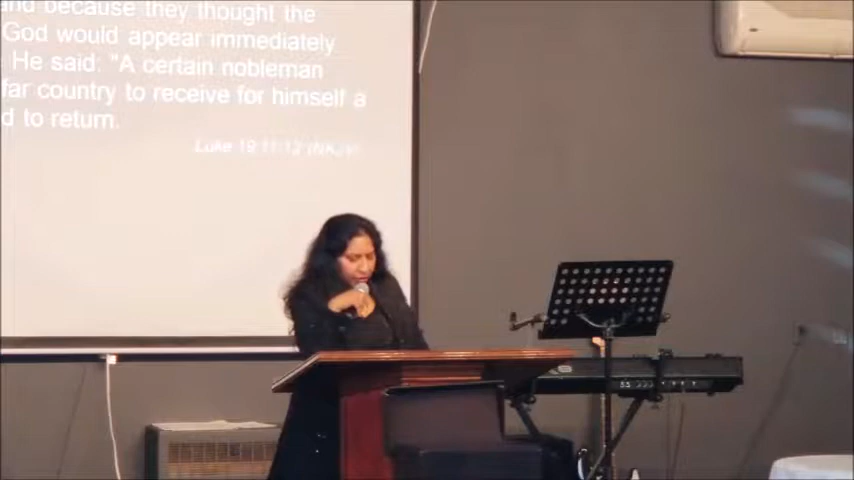 and because they thought the
God would appear immediately
He said: "A certain nobleman
far country to receive for himself a
d to return.
Luke 19:11-12 (NKJV)